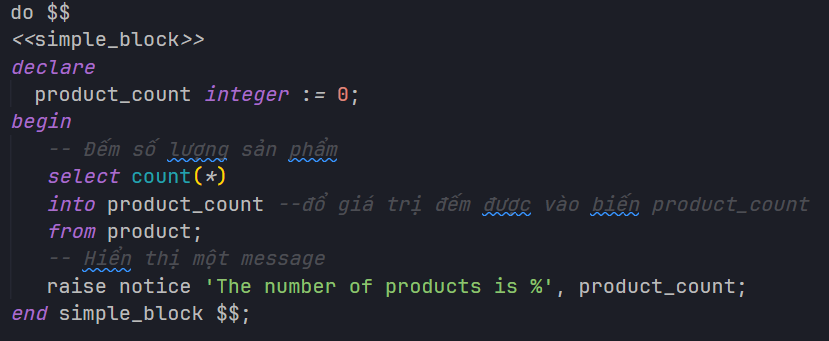 do $$
<<simple_block>>
declare
  product_count integer := 0;
begin
   -- Đếm số lượng sản phẩm
   select count(*)
   into product_count --đổ giá trị đếm được vào biến product_count
   from product;
   -- Hiển thị một message
   raise notice 'The number of products is %', product_count;
end simple_block $$;